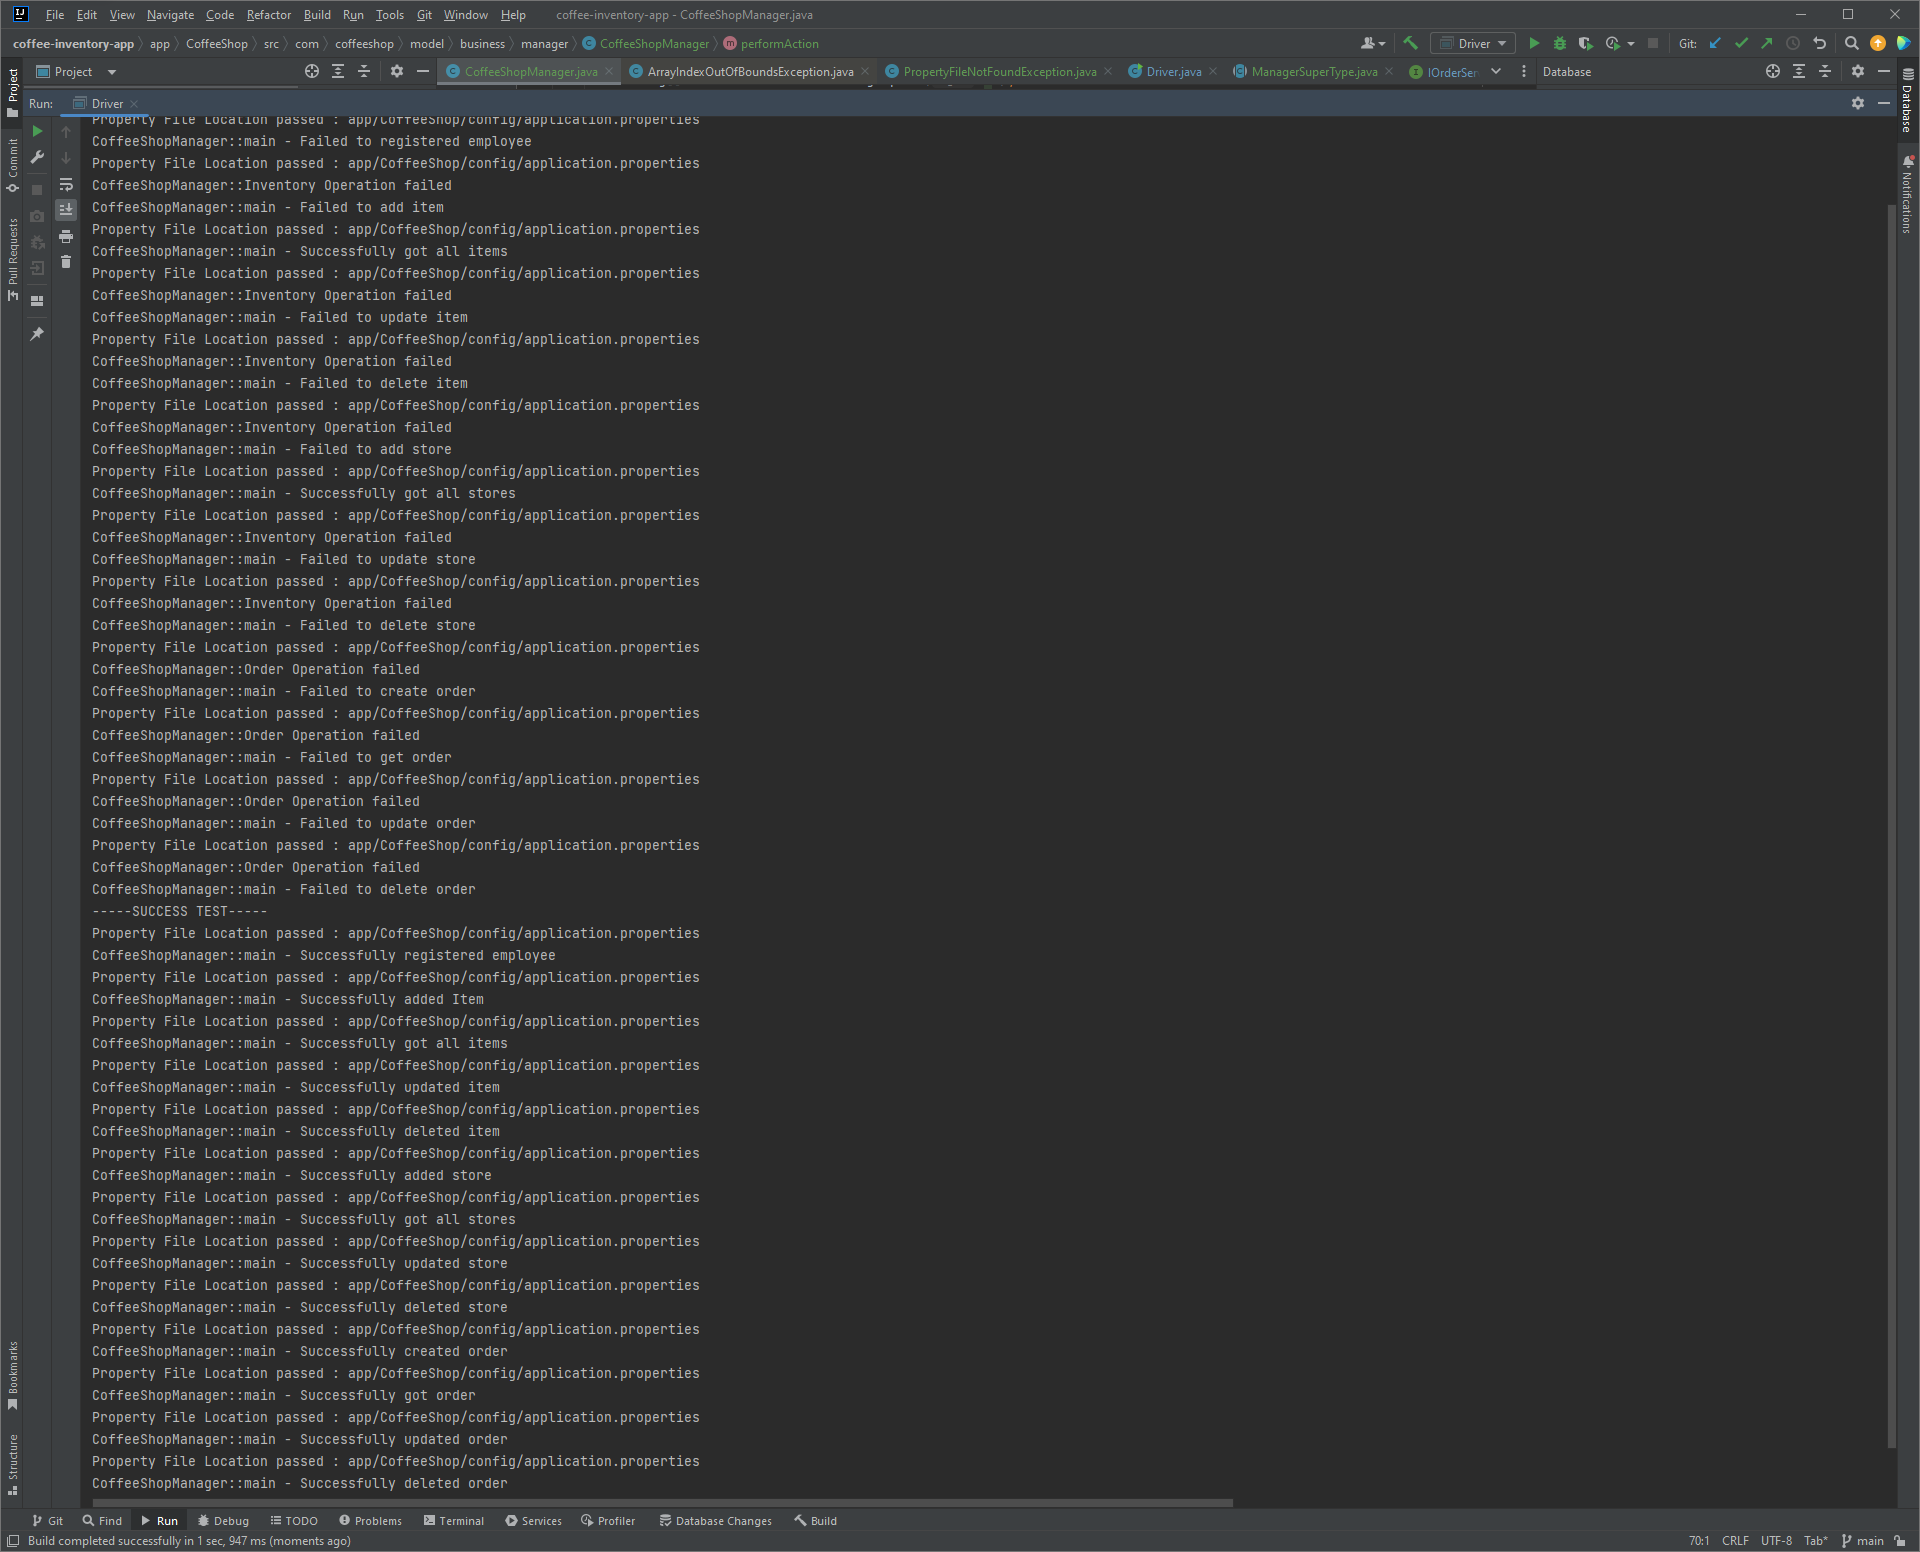 File Edit View Navigate Code Refactor Build Run Tools Git Window Help coffee-inventory-app - CoffeeShopManager.java
coffee-inventory-app app CoffeeShop src com coffeeshop model business manager CoffeeShopManager performAction Driver Git:
Project CoffeeShopManager.java ArrayIndexOutOfBoundsException.java PropertyFileNotFoundException.java Driver.java ManagerSuperType.java IOrderSer Database
Run: Driver
Property File Location passed : app/CoffeeShop/config/application.properties
CoffeeShopManager::main - Failed to registered employee
Property File Location passed : app/CoffeeShop/config/application.properties
CoffeeShopManager::Inventory Operation failed
CoffeeShopManager::main - Failed to add item
Property File Location passed : app/CoffeeShop/config/application.properties
CoffeeShopManager::main - Successfully got all items
Property File Location passed : app/CoffeeShop/config/application.properties
CoffeeShopManager::Inventory Operation failed
CoffeeShopManager::main - Failed to update item
Property File Location passed : app/CoffeeShop/config/application.properties
CoffeeShopManager::Inventory Operation failed
CoffeeShopManager::main - Failed to delete item
Property File Location passed : app/CoffeeShop/config/application.properties
CoffeeShopManager::Inventory Operation failed
CoffeeShopManager::main - Failed to add store
Property File Location passed : app/CoffeeShop/config/application.properties
CoffeeShopManager::main - Successfully got all stores
Property File Location passed : app/CoffeeShop/config/application.properties
CoffeeShopManager::Inventory Operation failed
CoffeeShopManager::main - Failed to update store
Property File Location passed : app/CoffeeShop/config/application.properties
CoffeeShopManager::Inventory Operation failed
CoffeeShopManager::main - Failed to delete store
Property File Location passed : app/CoffeeShop/config/application.properties
CoffeeShopManager::Order Operation failed
CoffeeShopManager::main - Failed to create order
Property File Location passed : app/CoffeeShop/config/application.properties
CoffeeShopManager::Order Operation failed
CoffeeShopManager::main - Failed to get order
Property File Location passed : app/CoffeeShop/config/application.properties
CoffeeShopManager::Order Operation failed
CoffeeShopManager::main - Failed to update order
Property File Location passed : app/CoffeeShop/config/application.properties
CoffeeShopManager::Order Operation failed
CoffeeShopManager::main - Failed to delete order
-----SUCCESS TEST-----
Property File Location passed : app/CoffeeShop/config/application.properties
CoffeeShopManager::main - Successfully registered employee
Property File Location passed : app/CoffeeShop/config/application.properties
CoffeeShopManager::main - Successfully added Item
Property File Location passed : app/CoffeeShop/config/application.properties
CoffeeShopManager::main - Successfully got all items
Property File Location passed : app/CoffeeShop/config/application.properties
CoffeeShopManager::main - Successfully updated item
Property File Location passed : app/CoffeeShop/config/application.properties
CoffeeShopManager::main - Successfully deleted item
Property File Location passed : app/CoffeeShop/config/application.properties
CoffeeShopManager::main - Successfully added store
Property File Location passed : app/CoffeeShop/config/application.properties
CoffeeShopManager::main - Successfully got all stores
Property File Location passed : app/CoffeeShop/config/application.properties
CoffeeShopManager::main - Successfully updated store
Property File Location passed : app/CoffeeShop/config/application.properties
CoffeeShopManager::main - Successfully deleted store
Property File Location passed : app/CoffeeShop/config/application.properties
CoffeeShopManager::main - Successfully created order
Property File Location passed : app/CoffeeShop/config/application.properties
CoffeeShopManager::main - Successfully got order
Property File Location passed : app/CoffeeShop/config/application.properties
CoffeeShopManager::main - Successfully updated order
Property File Location passed : app/CoffeeShop/config/application.properties
CoffeeShopManager::main - Successfully deleted order
Project
Commit
Pull Requests
Bookmarks
Structure
Database
Notifications
Git Find Run Debug TODO Problems Terminal Services Profiler Database Changes Build
Build completed successfully in 1 sec, 947 ms (moments ago) 70:1 CRLF UTF-8 Tab* main